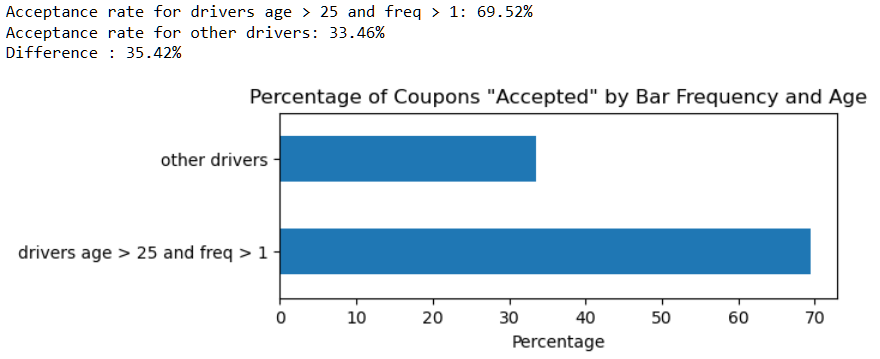 Acceptance rate for drivers age > 25 and freq > 1: 69.52%
Acceptance rate for other drivers: 33.46%
Difference : 35.42%
Percentage of Coupons "Accepted" by Bar Frequency and Age
other drivers
drivers age > 25 and freq > 1
0 10 20 30 40 50 60 70
Percentage